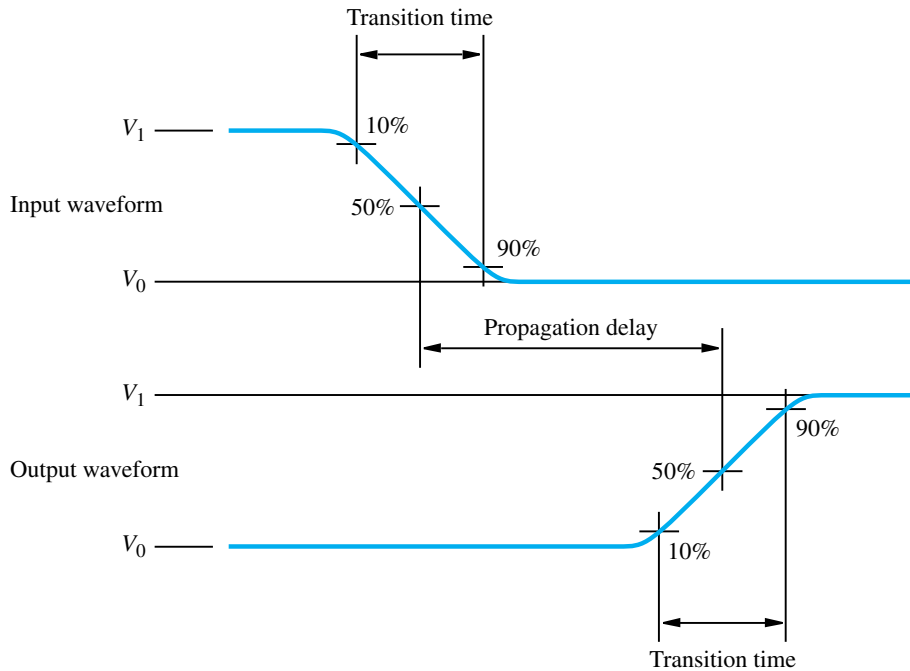 Transition time
V1
10%
Input waveform
50%
90%
V0
Propagation delay
V1
90%
Output waveform
50%
V0
10%
Transition time